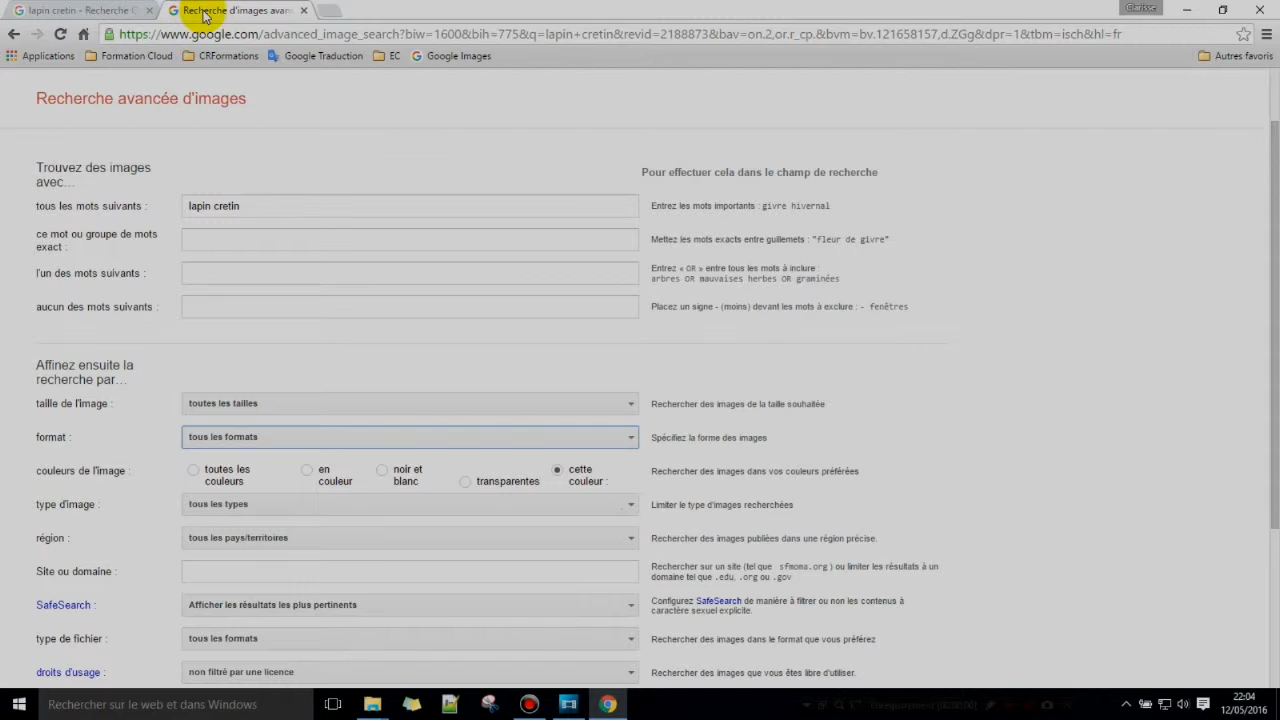 lapin cretin - Recherche G
Recherche d'images avan
Clarisse
https://www.google.com/advanced_image_search?biw=1600&bih=775&q=lapin+cretin&revid=2188873&bav=on.2,or.r_cp.&bvm=bv.121658157,d.ZGg&dpr=1&tbm=isch&hl=fr
Applications
Formation Cloud
CRFormations
Google Traduction
EC
Google Images
Autres favoris
Recherche avancée d'images
Trouvez des images
avec...
Pour effectuer cela dans le champ de recherche
tous les mots suivants :
lapin cretin
Entrez les mots importants : givre hivernal
ce mot ou groupe de mots
exact :
Mettez les mots exacts entre guillemets : "fleur de givre"
l'un des mots suivants :
Entrez « OR » entre tous les mots à inclure :
arbres OR mauvaises herbes OR graminées
aucun des mots suivants :
Placez un signe - (moins) devant les mots à exclure : - fenêtres
Affinez ensuite la
recherche par...
taille de l'image :
toutes les tailles
Rechercher des images de la taille souhaitée
format :
tous les formats
Spécifiez la forme des images
couleurs de l'image :
toutes les
couleurs
en
couleur
noir et
blanc
transparentes
cette
couleur :
Rechercher des images dans vos couleurs préférées
type d'image :
tous les types
Limiter le type d'images recherchées
région :
tous les pays/territoires
Rechercher des images publiées dans une région précise.
Site ou domaine :
Rechercher sur un site (tel que sfmoma.org ) ou limiter les résultats à un
domaine tel que .edu, .org ou .gov
SafeSearch :
Afficher les résultats les plus pertinents
Configurez SafeSearch de manière à filtrer ou non les contenus à
caractère sexuel explicite.
type de fichier :
tous les formats
Rechercher des images dans le format que vous préférez
droits d'usage :
non filtré par une licence
Rechercher des images que vous êtes libre d'utiliser.
Rechercher sur le web et dans Windows
Enregistrement [00:00:00]
22:04
12/05/2016